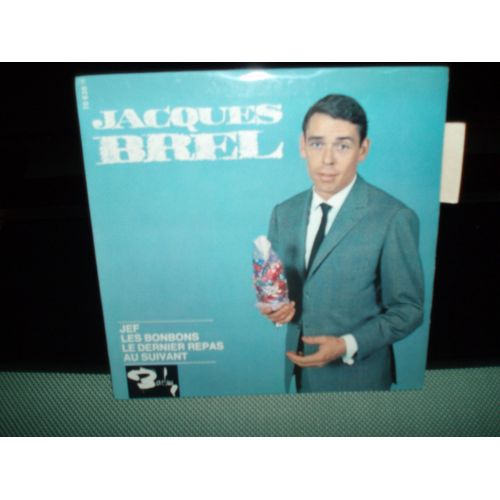 JACQUES
BREL
JEF
LES BONBONS
LE DERNIER REPAS
AU SUIVANT